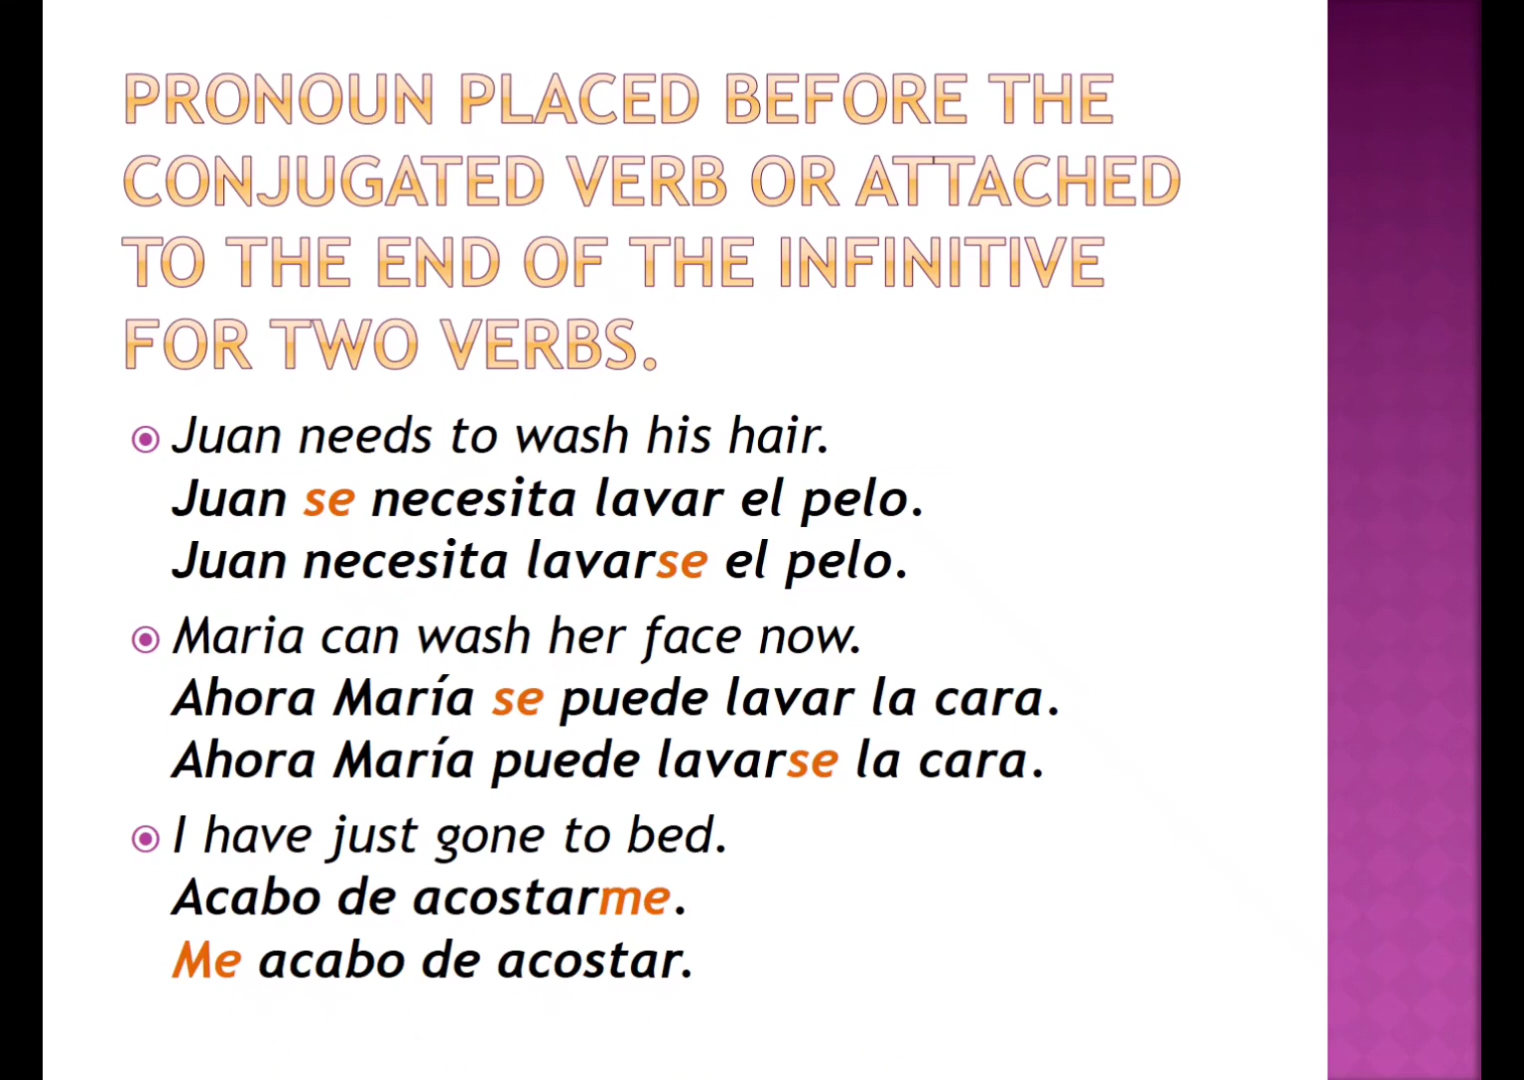 PRONOUN PLACED BEFORE THE
CONJUGATED VERB OR ATTACHED
TO THE END OF THE INFINITIVE
FOR TWO VERBS.
Juan needs to wash his hair.
Juan se necesita lavar el pelo.
Juan necesita lavarse el pelo.
Maria can wash her face now.
Ahora María se puede lavar la cara.
Ahora María puede lavarse la cara.
I have just gone to bed.
Acabo de acostarme.
Me acabo de acostar.